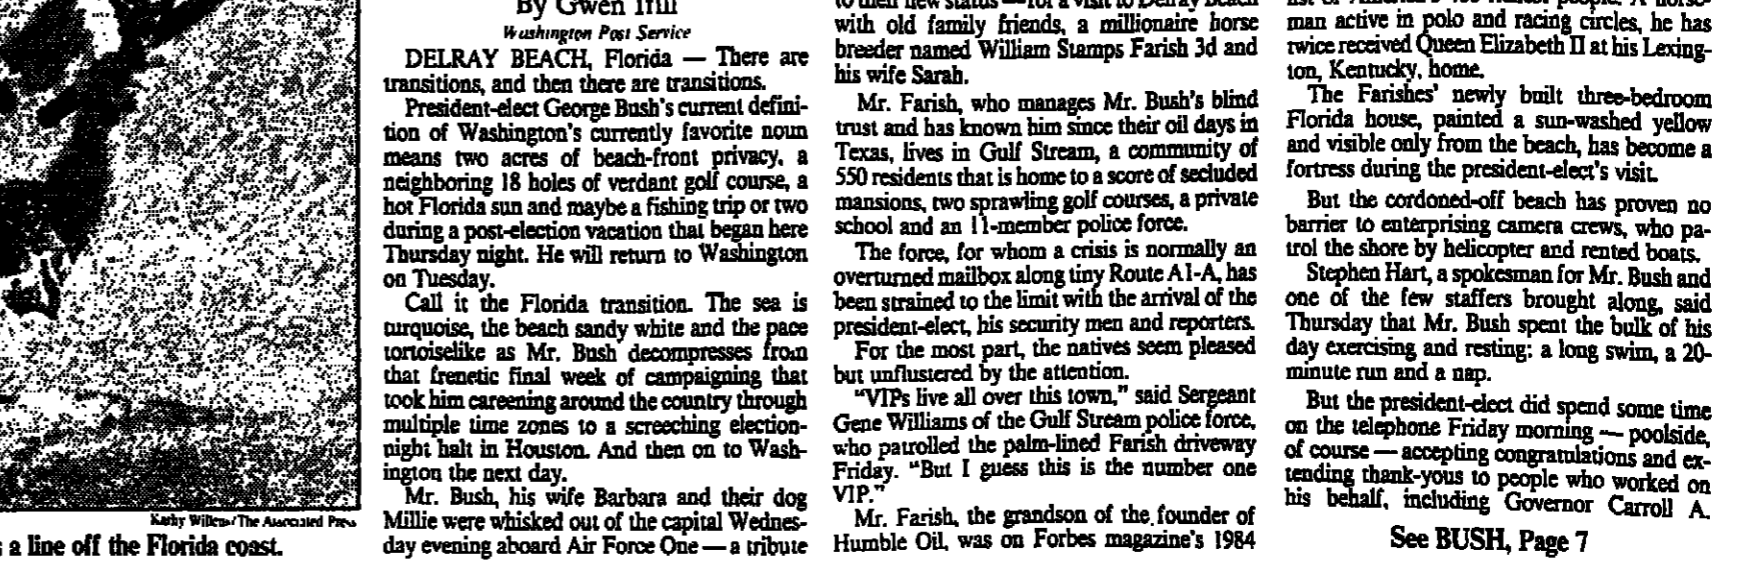 By Gwen Ifill
Washington Post Service
DELRAY BEACH, Florida — There are
transitions, and then there are transitions.
President-elect George Bush's current defini-
tion of Washington's currently favorite noun
means two acres of beach-front privacy, a
neighboring 18 holes of verdant golf course, a
hot Florida sun and maybe a fishing trip or two
during a post-election vacation that began here
Thursday night. He will return to Washington
on Tuesday.
Call it the Florida transition. The sea is
turquoise, the beach sandy white and the pace
tortoiselike as Mr. Bush decompresses from
that frenetic final week of campaigning that
took him careening around the country through
multiple time zones to a screeching election-
night halt in Houston. And then on to Wash-
ington the next day.
Mr. Bush, his wife Barbara and their dog
Millie were whisked out of the capital Wednes-
day evening aboard Air Force One — a tribute
to their new status — for a visit to Delray Beach
with old family friends, a millionaire horse
breeder named William Stamps Farish 3d and
his wife Sarah.
Mr. Farish, who manages Mr. Bush's blind
trust and has known him since their oil days in
Texas, lives in Gulf Stream, a community of
550 residents that is home to a score of secluded
mansions, two sprawling golf courses, a private
school and an 11-member police force.
The force, for whom a crisis is normally an
overturned mailbox along tiny Route A1-A, has
been strained to the limit with the arrival of the
president-elect, his security men and reporters.
For the most part, the natives seem pleased
but unflustered by the attention.
"VIPs live all over this town," said Sergeant
Gene Williams of the Gulf Stream police force,
who patrolled the palm-lined Farish driveway
Friday. "But I guess this is the number one
VIP."
Mr. Farish, the grandson of the founder of
Humble Oil, was on Forbes magazine's 1984
list of America's 400 richest people. A horse-
man active in polo and racing circles, he has
twice received Queen Elizabeth II at his Lexing-
ton, Kentucky, home.
The Farishes' newly built three-bedroom
Florida house, painted a sun-washed yellow
and visible only from the beach, has become a
fortress during the president-elect's visit.
But the cordoned-off beach has proven no
barrier to enterprising camera crews, who pa-
trol the shore by helicopter and rented boats.
Stephen Hart, a spokesman for Mr. Bush and
one of the few staffers brought along, said
Thursday that Mr. Bush spent the bulk of his
day exercising and resting: a long swim, a 20-
minute run and a nap.
But the president-elect did spend some time
on the telephone Friday morning — poolside,
of course — accepting congratulations and ex-
tending thank-yous to people who worked on
his behalf, including Governor Carroll A.
See BUSH, Page 7
Kathy Willens/The Associated Press
a line off the Florida coast.